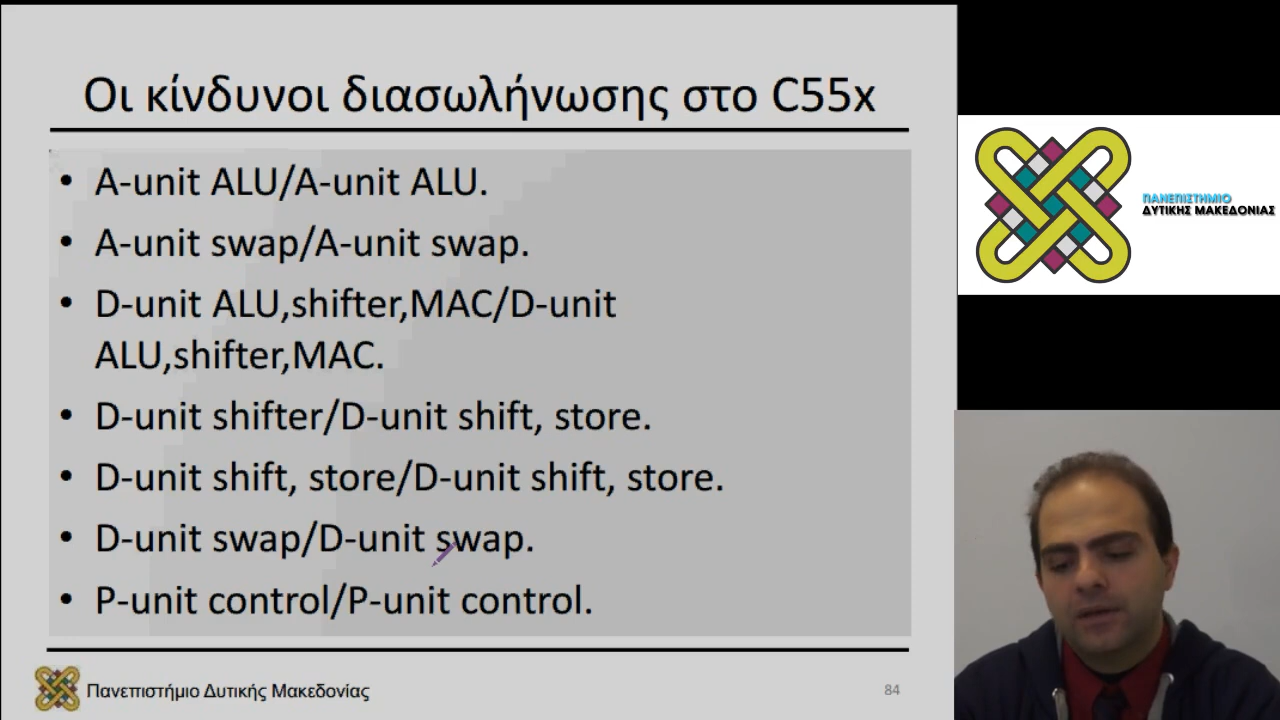 Οι κίνδυνοι διασωλήνωσης στο C55x
• A-unit ALU/A-unit ALU.
• A-unit swap/A-unit swap.
• D-unit ALU,shifter,MAC/D-unit
ALU,shifter,MAC.
• D-unit shifter/D-unit shift, store.
• D-unit shift, store/D-unit shift, store.
• D-unit swap/D-unit swap.
• P-unit control/P-unit control.
Πανεπιστήμιο Δυτικής Μακεδονίας
84
ΠΑΝΕΠΙΣΤΗΜΙΟ
ΔΥΤΙΚΗΣ ΜΑΚΕΔΟΝΙΑΣ